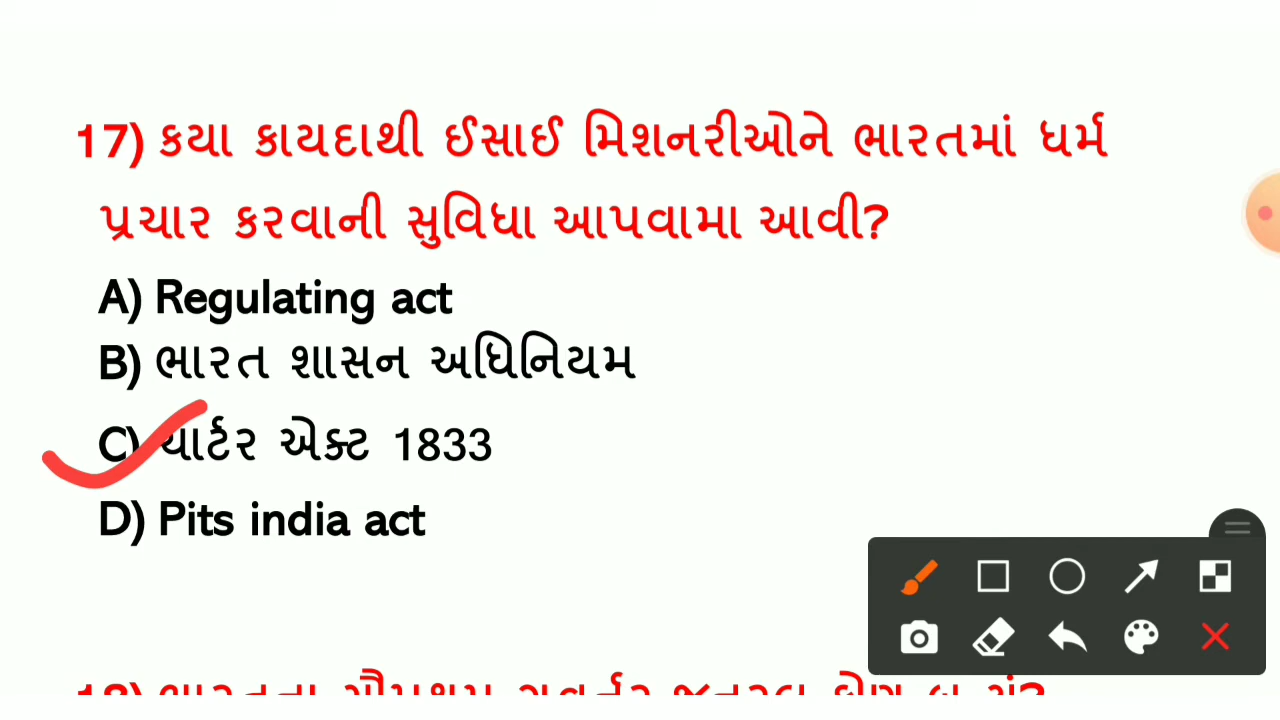 17) કયા કાયદાથી ઈસાઈ મિશનરીઓને ભારતમાં ધર્મ
પ્રચાર કરવાની સુવિધા આપવામા આવી?
A) Regulating act
B) ભારત શાસન અધિનિયમ
C) ચાર્ટર એક્ટ 1833
D) Pits india act